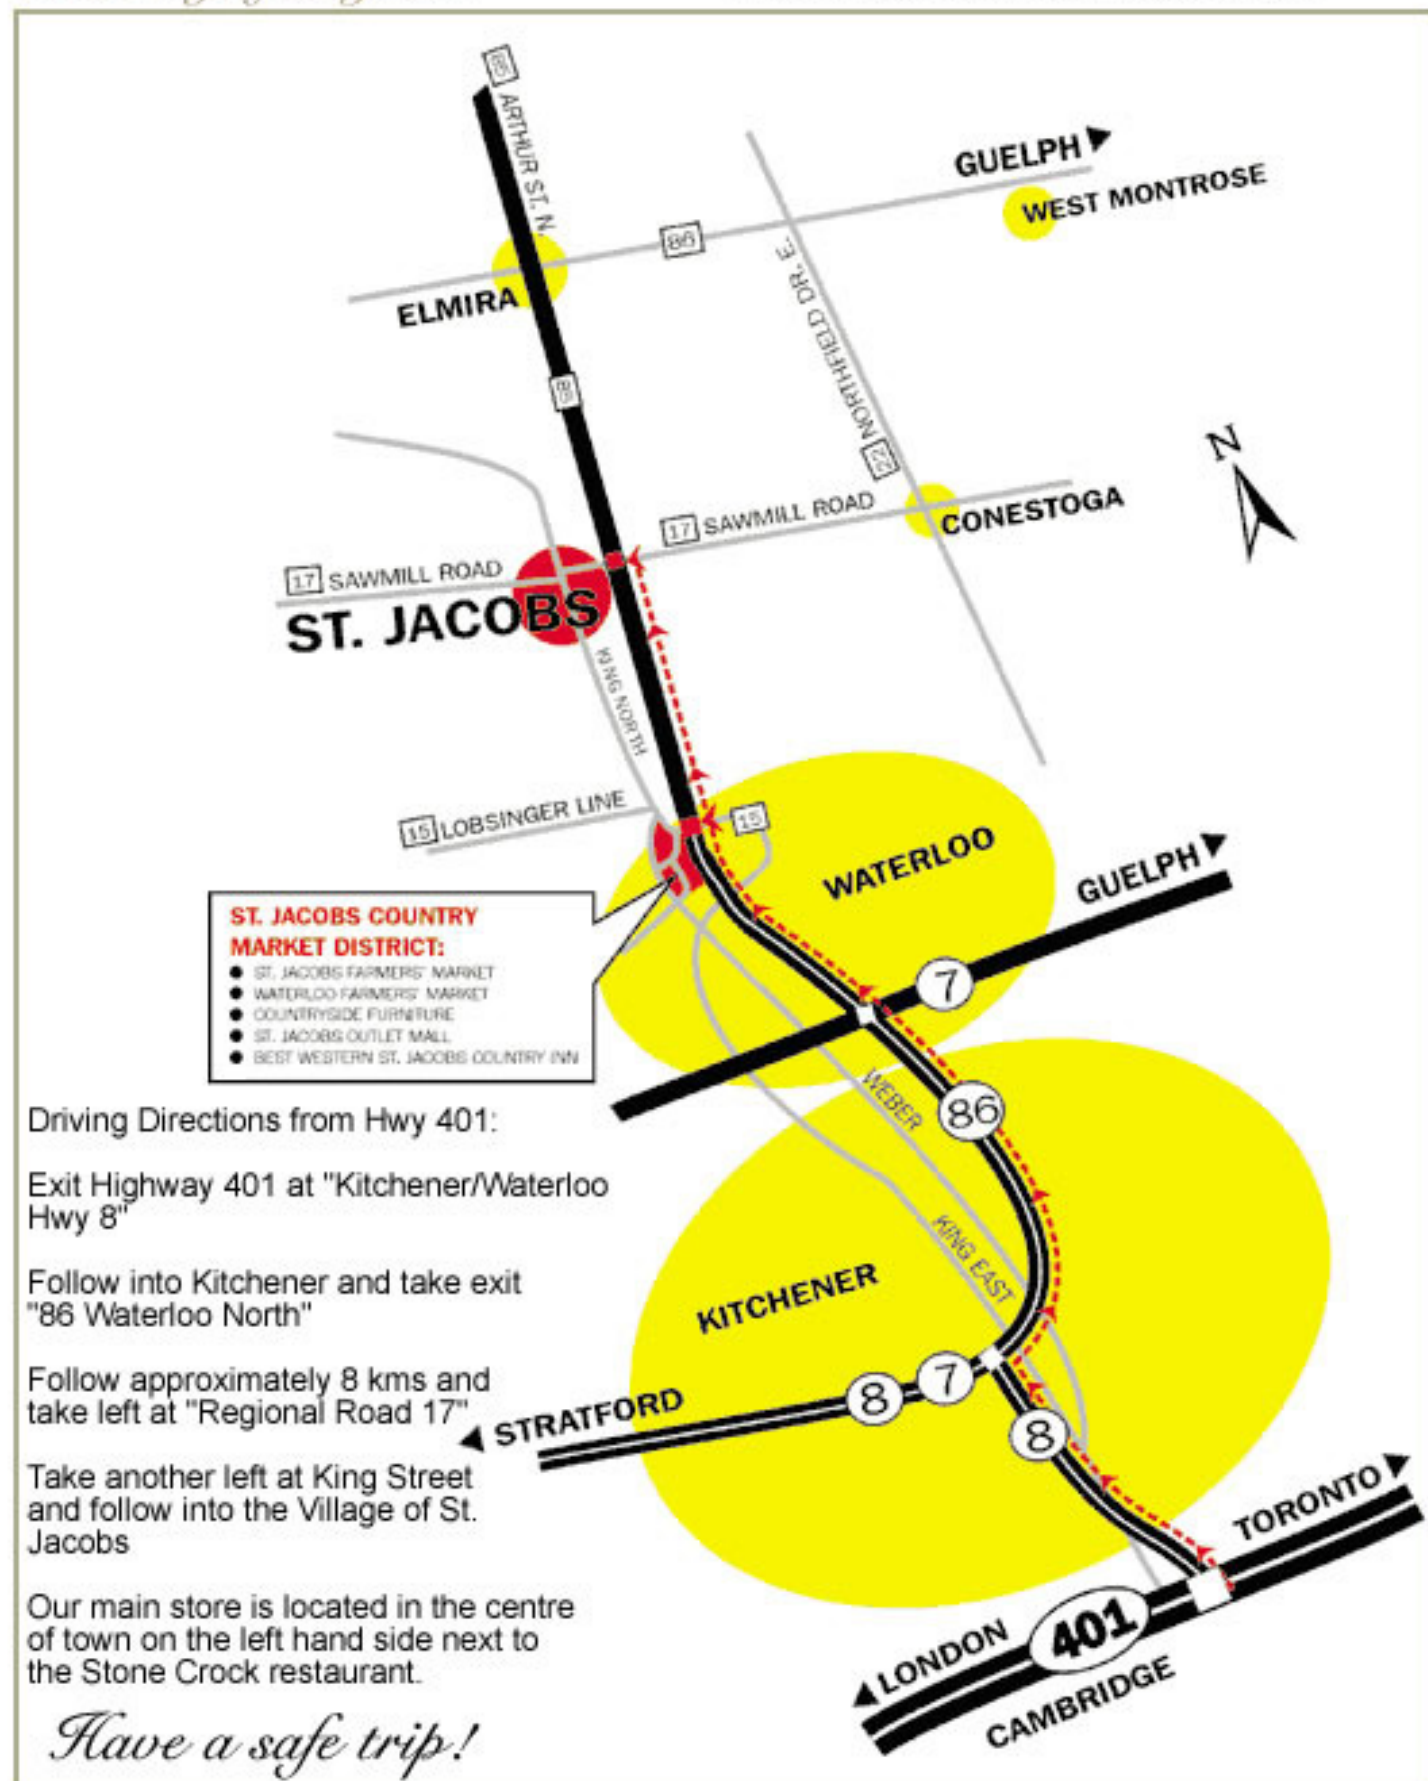 85 ARTHUR ST. N.
GUELPH
WEST MONTROSE
86
ELMIRA
NORTHFIELD DR. E.
22
85
N
17 SAWMILL ROAD
CONESTOGA
17 SAWMILL ROAD
ST. JACOBS
KING NORTH
15 LOBSINGER LINE
15
WATERLOO
GUELPH
7
ST. JACOBS COUNTRY
MARKET DISTRICT:
● ST. JACOBS FARMERS' MARKET
● WATERLOO FARMERS' MARKET
● COUNTRYSIDE FURNITURE
● ST. JACOBS OUTLET MALL
● BEST WESTERN ST. JACOBS COUNTRY INN
WEBER
86
KING EAST
KITCHENER
8 7
STRATFORD
8
TORONTO
LONDON
401
CAMBRIDGE
Driving Directions from Hwy 401:
Exit Highway 401 at "Kitchener/Waterloo
Hwy 8"
Follow into Kitchener and take exit
"86 Waterloo North"
Follow approximately 8 kms and
take left at "Regional Road 17"
Take another left at King Street
and follow into the Village of St.
Jacobs
Our main store is located in the centre
of town on the left hand side next to
the Stone Crock restaurant.
Have a safe trip!